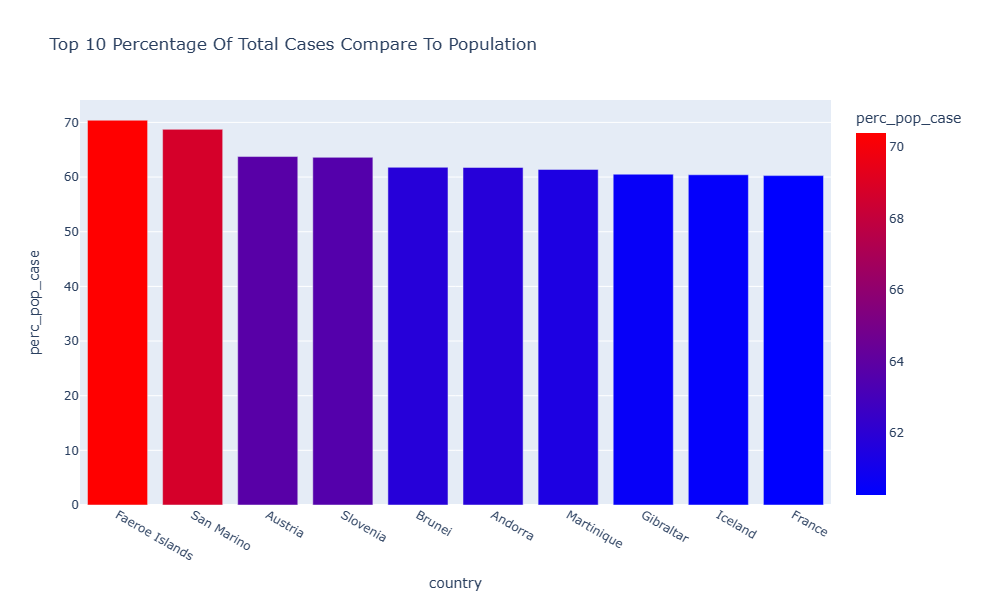 Top 10 Percentage Of Total Cases Compare To Population
perc_pop_case
70
60
50
40
30
20
10
0
Faeroe Islands
San Marino
Austria
Slovenia
Brunei
Andorra
Martinique
Gibraltar
Iceland
France
country
perc_pop_case
70
68
66
64
62